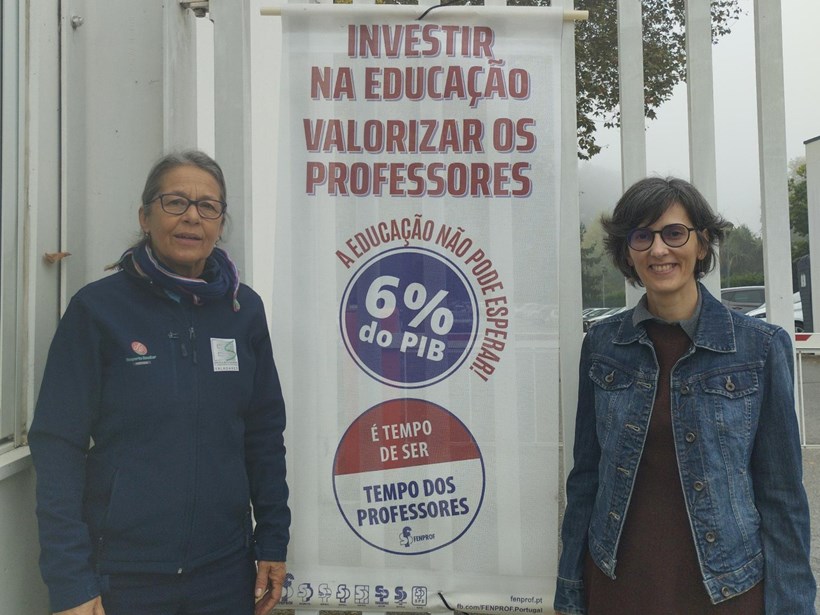 INVESTIR
NA EDUCAÇÃO
VALORIZAR OS
PROFESSORES
A EDUCAÇÃO NÃO PODE ESPERAR!
6%
do PIB
É TEMPO
DE SER
TEMPO DOS
PROFESSORES
FENPROF
fenprof.pt
fb.com/FENPROF.Portugal